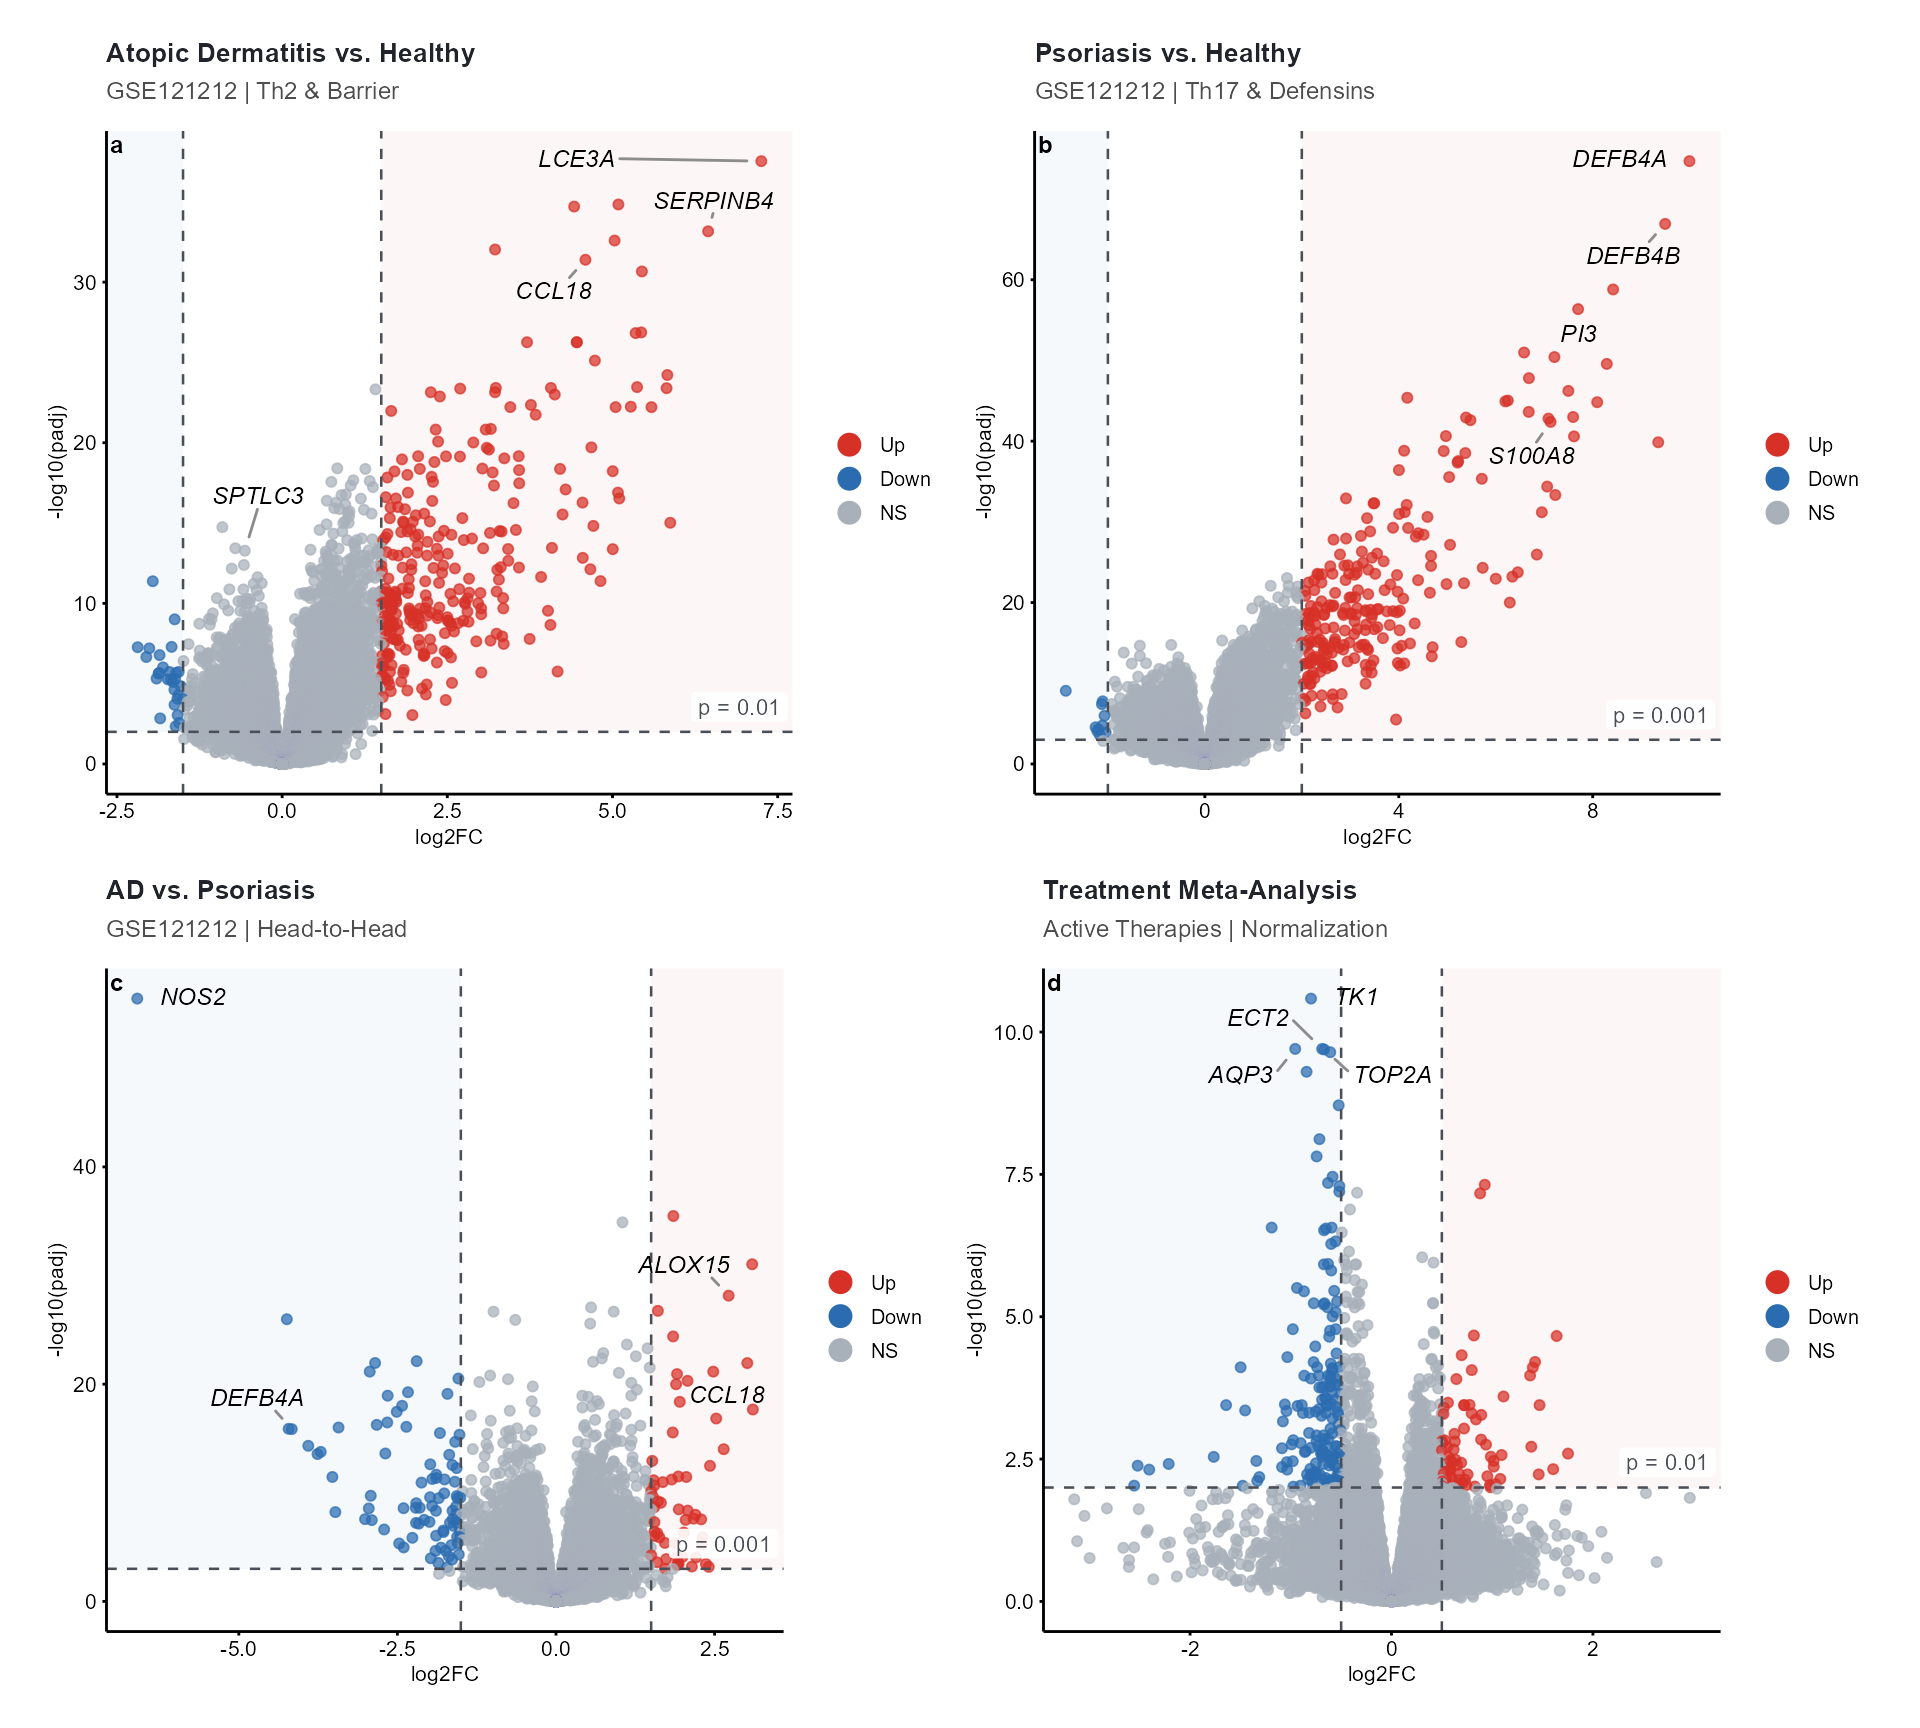 Atopic Dermatitis vs. Healthy
GSE121212 | Th2 & Barrier
a
LCE3A
SERPINB4
CCL18
SPTLC3
p = 0.01
30
20
10
0
-log10(padj)
-2.5
0.0
2.5
5.0
7.5
log2FC
Up
Down
NS
Psoriasis vs. Healthy
GSE121212 | Th17 & Defensins
b
DEFB4A
DEFB4B
PI3
S100A8
p = 0.001
60
40
20
0
-log10(padj)
0
4
8
log2FC
Up
Down
NS
AD vs. Psoriasis
GSE121212 | Head-to-Head
c
NOS2
ALOX15
CCL18
DEFB4A
p = 0.001
40
20
0
-log10(padj)
-5.0
-2.5
0.0
2.5
log2FC
Up
Down
NS
Treatment Meta-Analysis
Active Therapies | Normalization
d
TK1
ECT2
AQP3
TOP2A
p = 0.01
10.0
7.5
5.0
2.5
0.0
-log10(padj)
-2
0
2
log2FC
Up
Down
NS